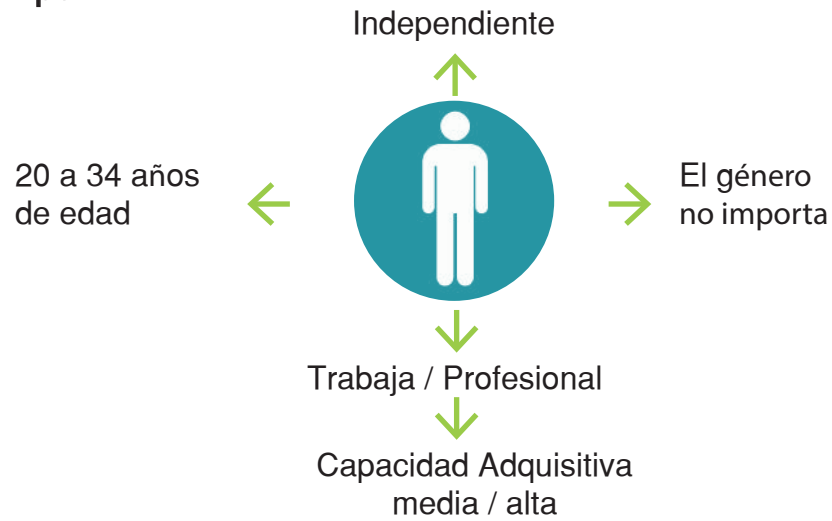 Independiente
20 a 34 años
de edad
El género
no importa
Trabaja / Profesional
Capacidad Adquisitiva
media / alta